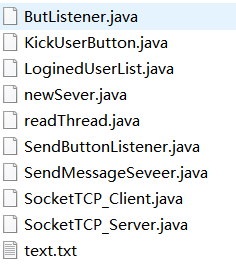 ButListener.java
KickUserButton.java
LoginedUserList.java
newSever.java
readThread.java
SendButtonListener.java
SendMessageSeveer.java
SocketTCP_Client.java
SocketTCP_Server.java
text.txt